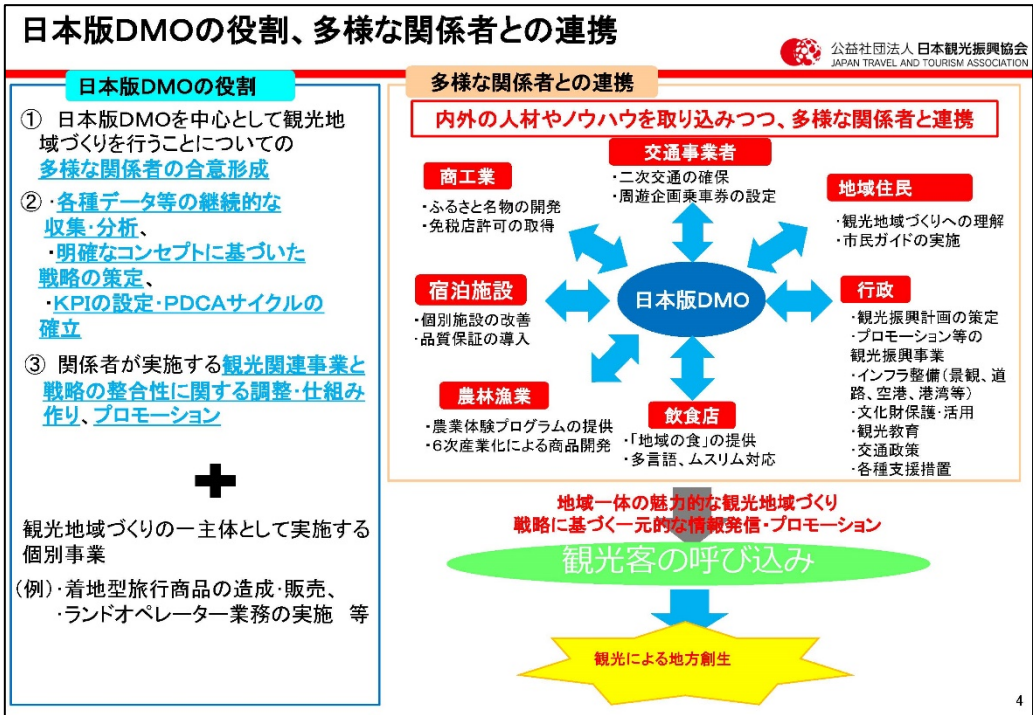 日本版DMOの役割、多様な関係者との連携
公益社団法人 日本観光振興協会
JAPAN TRAVEL AND TOURISM ASSOCIATION
日本版DMOの役割
① 日本版DMOを中心として観光地
域づくりを行うことについての
多様な関係者の合意形成
② ・各種データ等の継続的な
収集・分析、
・明確なコンセプトに基づいた
戦略の策定、
・KPIの設定・PDCAサイクルの
確立
③ 関係者が実施する観光関連事業と
戦略の整合性に関する調整・仕組み
作り、プロモーション
+
観光地域づくりの一主体として実施する
個別事業
(例)・着地型旅行商品の造成・販売、
・ランドオペレーター業務の実施 等
多様な関係者との連携
内外の人材やノウハウを取り込みつつ、多様な関係者と連携
交通事業者
・二次交通の確保
・周遊企画乗車券の設定
商工業
・ふるさと名物の開発
・免税店許可の取得
地域住民
・観光地域づくりへの理解
・市民ガイドの実施
宿泊施設
・個別施設の改善
・品質保証の導入
日本版DMO
行政
・観光振興計画の策定
・プロモーション等の
観光振興事業
・インフラ整備(景観、道
路、空港、港湾等)
・文化財保護・活用
・観光教育
・交通政策
・各種支援措置
農林漁業
・農業体験プログラムの提供
・6次産業化による商品開発
飲食店
・「地域の食」の提供
・多言語、ムスリム対応
地域一体の魅力的な観光地域づくり
戦略に基づく一元的な情報発信・プロモーション
観光客の呼び込み
観光による地方創生
4